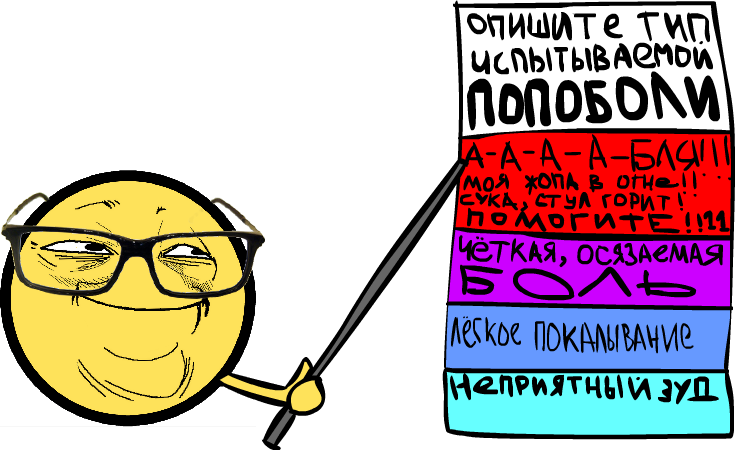 ОПИШИТЕ ТИП
ИСПЫТЫВАЕМОЙ
ПОПОБОЛИ
А-А-А-А-БЛЯ!!!
МОЯ ЖОПА В ОГНЕ!!
СУКА, СТУЛ ГОРИТ!
ПОМОГИТЕ!!11
ЧЁТКАЯ, ОСЯЗАЕМАЯ
БОЛЬ
ЛЁГКОЕ ПОКАЛЫВАНИЕ
НЕПРИЯТНЫЙ ЗУД